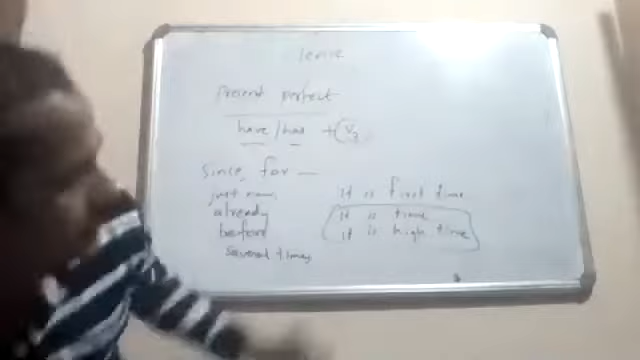 Tense
Present perfect
have/has + V3
Since, for —
just now,
already
before
several times
it is first time
it is time
it is high time